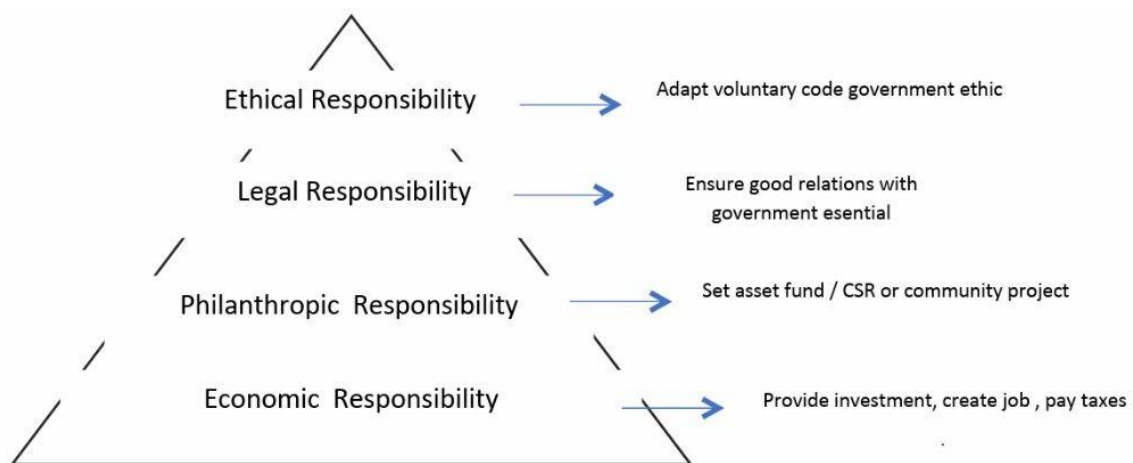 Ethical Responsibility
Adapt voluntary code government ethic
Legal Responsibility
Ensure good relations with
government esential
Philanthropic Responsibility
Set asset fund / CSR or community project
Economic Responsibility
Provide investment, create job , pay taxes
.